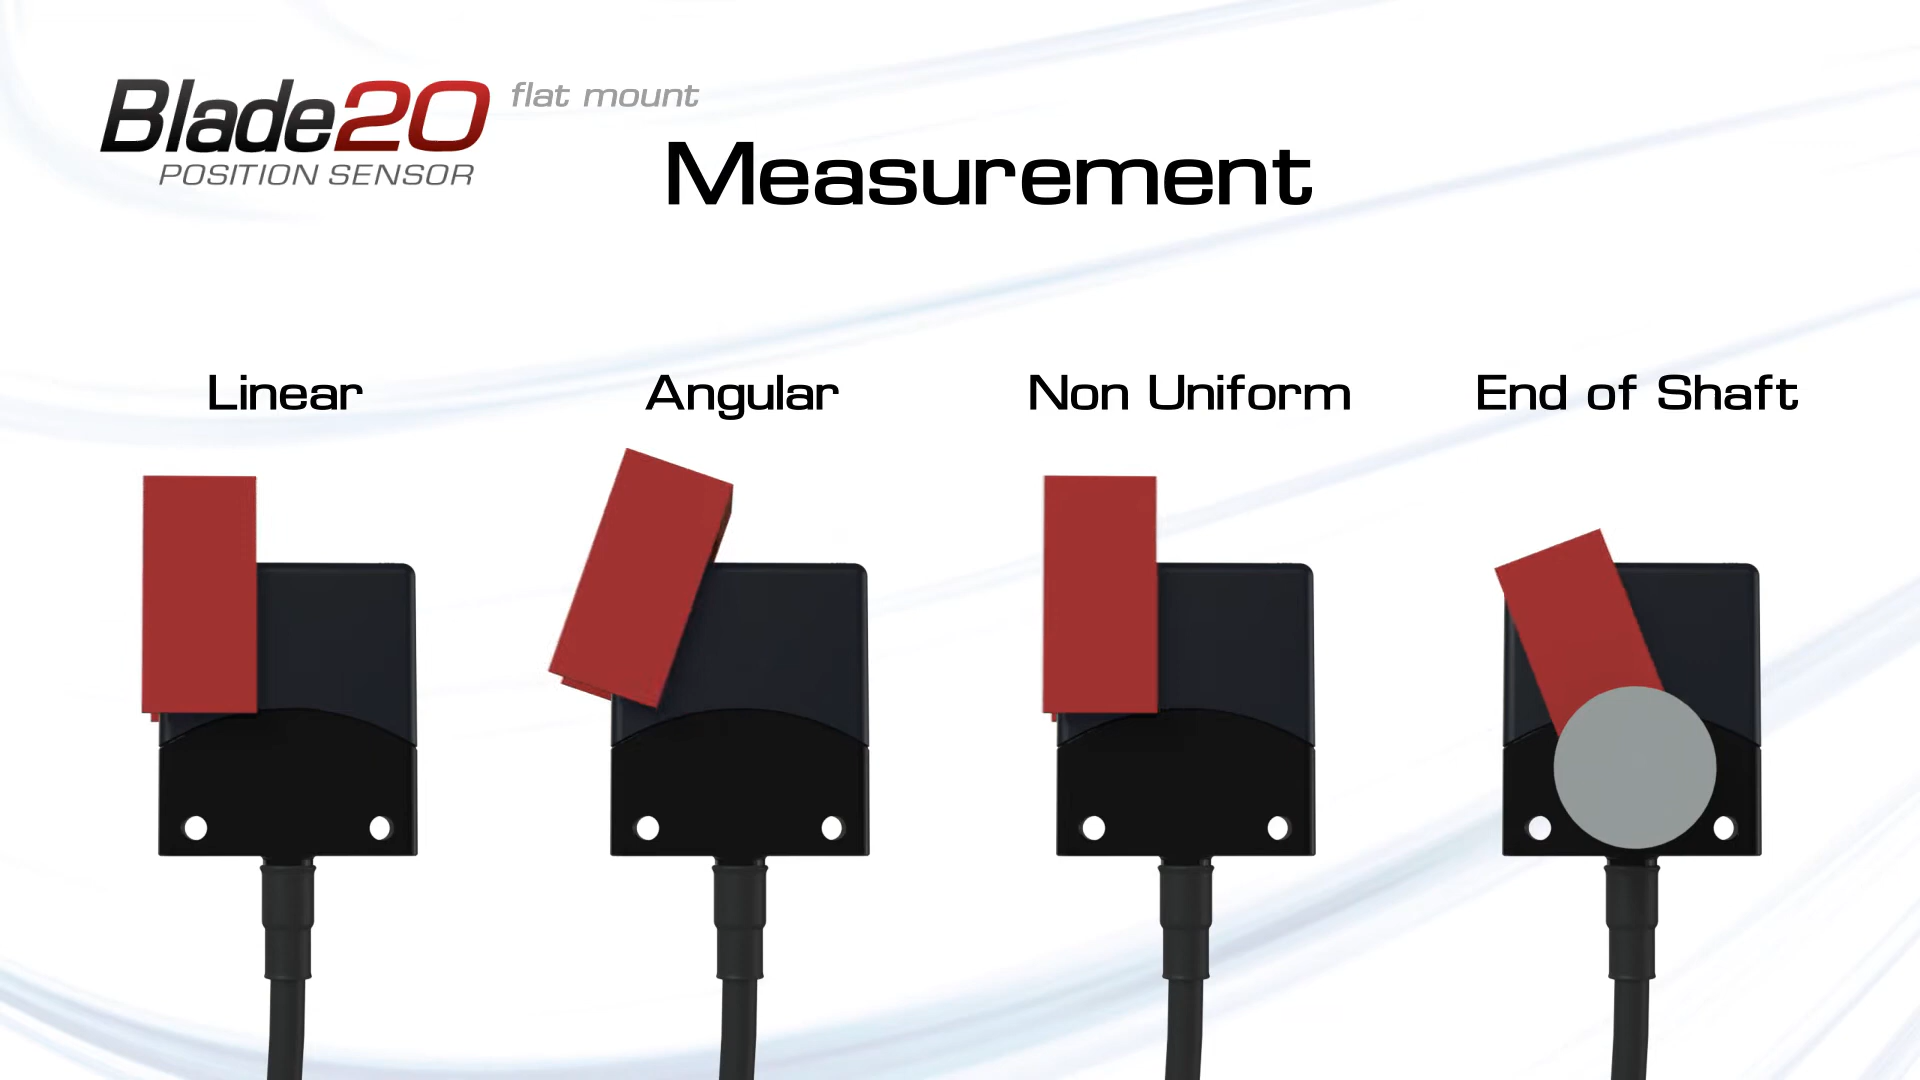 Blade20 flat mount
POSITION SENSOR
Measurement
Linear
Angular
Non Uniform
End of Shaft